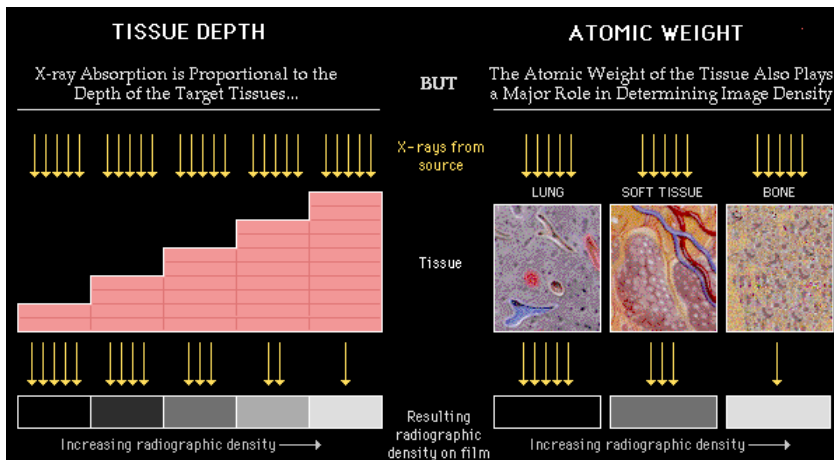 TISSUE DEPTH
X-ray Absorption is Proportional to the
Depth of the Target Tissues...
BUT
ATOMIC WEIGHT
The Atomic Weight of the Tissue Also Plays
a Major Role in Determining Image Density
X-rays from
source
LUNG
SOFT TISSUE
BONE
Tissue
Resulting
radiographic
density on film
Increasing radiographic density
Increasing radiographic density